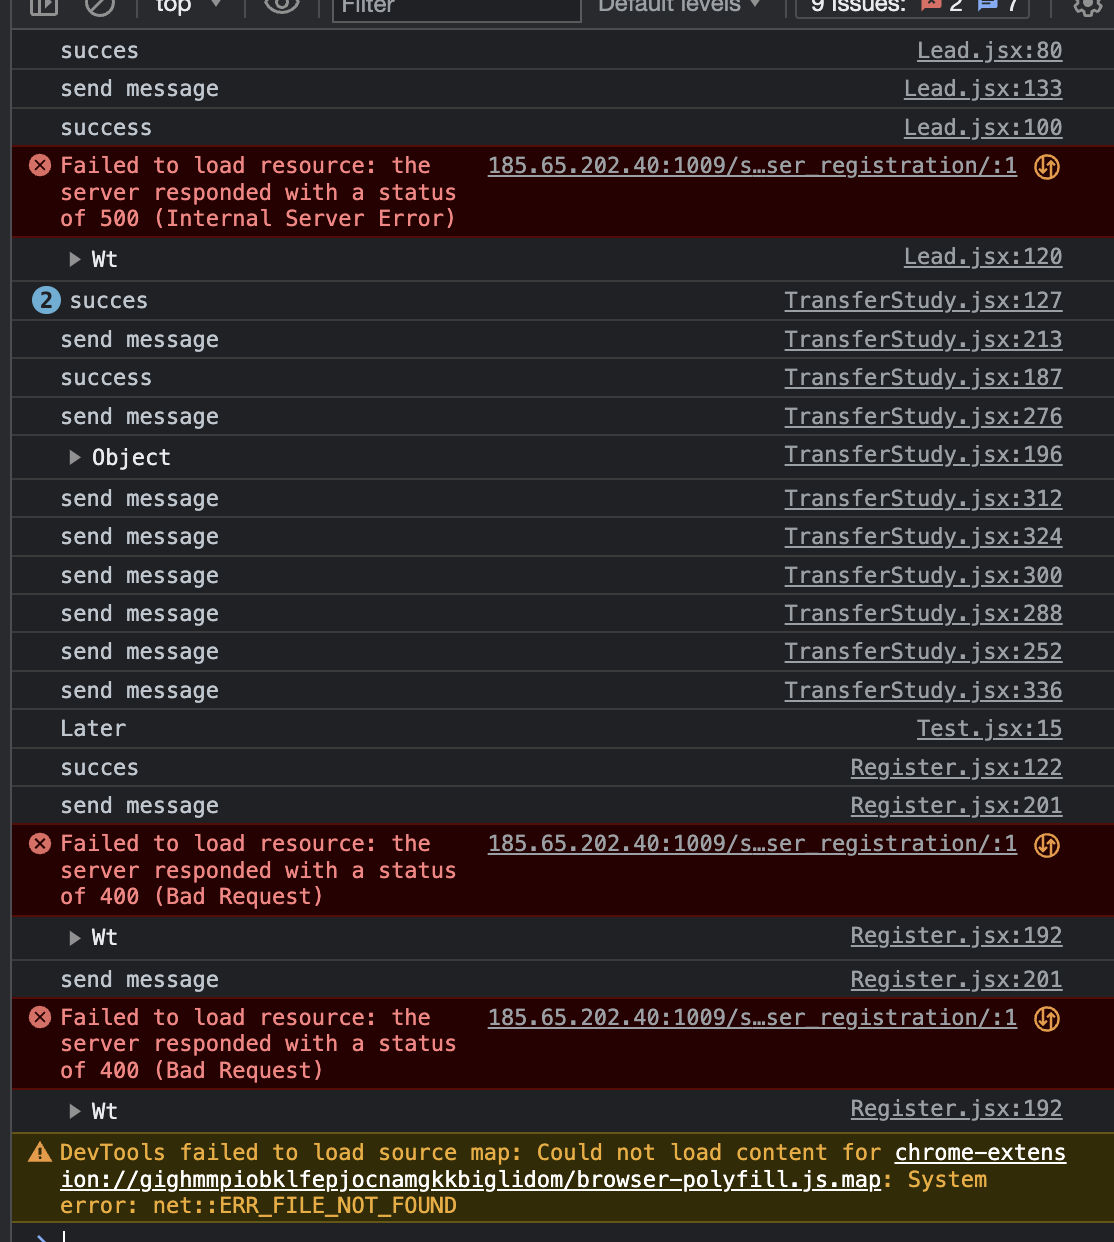 top ▼ Filter Default levels ▼ 9 Issues: 2 7
succes Lead.jsx:80
send message Lead.jsx:133
success Lead.jsx:100
Failed to load resource: the 185.65.202.40:1009/s…ser_registration/:1
server responded with a status
of 500 (Internal Server Error)
▶ Wt Lead.jsx:120
2 succes TransferStudy.jsx:127
send message TransferStudy.jsx:213
success TransferStudy.jsx:187
send message TransferStudy.jsx:276
▶ Object TransferStudy.jsx:196
send message TransferStudy.jsx:312
send message TransferStudy.jsx:324
send message TransferStudy.jsx:300
send message TransferStudy.jsx:288
send message TransferStudy.jsx:252
send message TransferStudy.jsx:336
Later Test.jsx:15
succes Register.jsx:122
send message Register.jsx:201
Failed to load resource: the 185.65.202.40:1009/s…ser_registration/:1
server responded with a status
of 400 (Bad Request)
▶ Wt Register.jsx:192
send message Register.jsx:201
Failed to load resource: the 185.65.202.40:1009/s…ser_registration/:1
server responded with a status
of 400 (Bad Request)
▶ Wt Register.jsx:192
DevTools failed to load source map: Could not load content for chrome-extens
ion://gighmmpiobklfepjocnamgkkbiglidom/browser-polyfill.js.map: System
error: net::ERR_FILE_NOT_FOUND